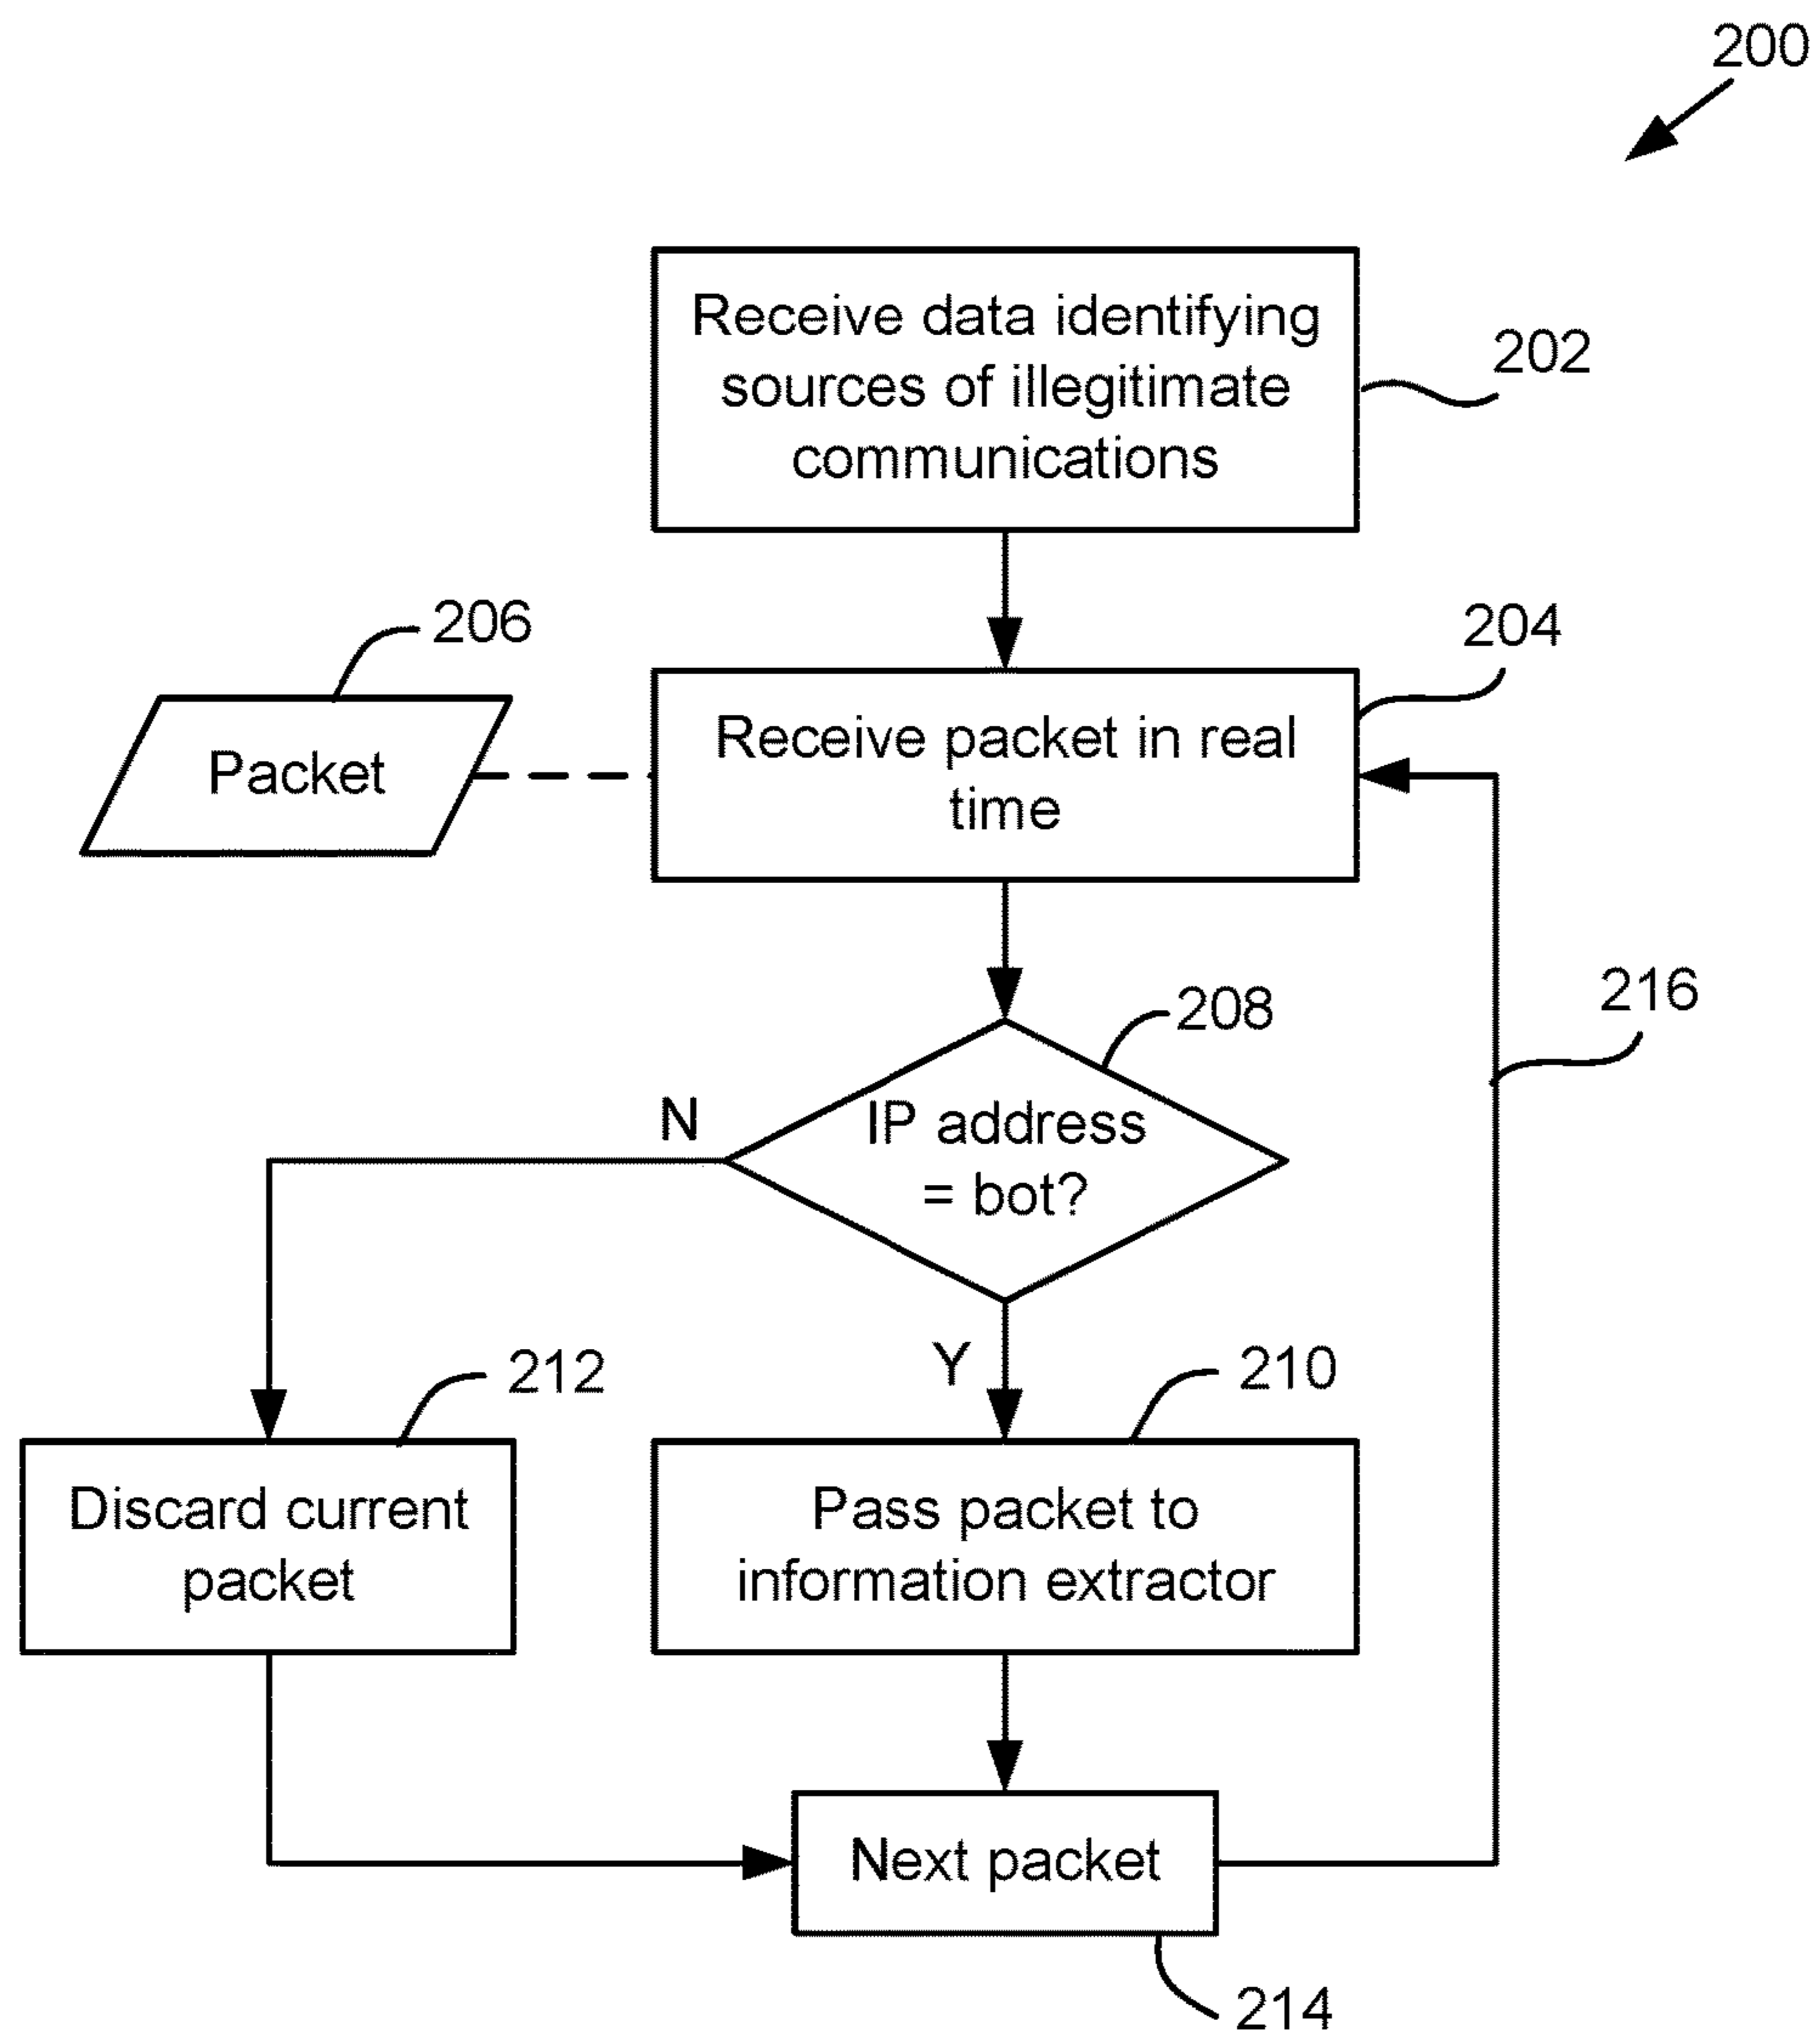 200
Receive data identifying
sources of illegitimate
communications
202
206
204
Packet
Receive packet in real
time
216
208
N
IP address
= bot?
Y
212
210
Discard current
packet
Pass packet to
information extractor
Next packet
214